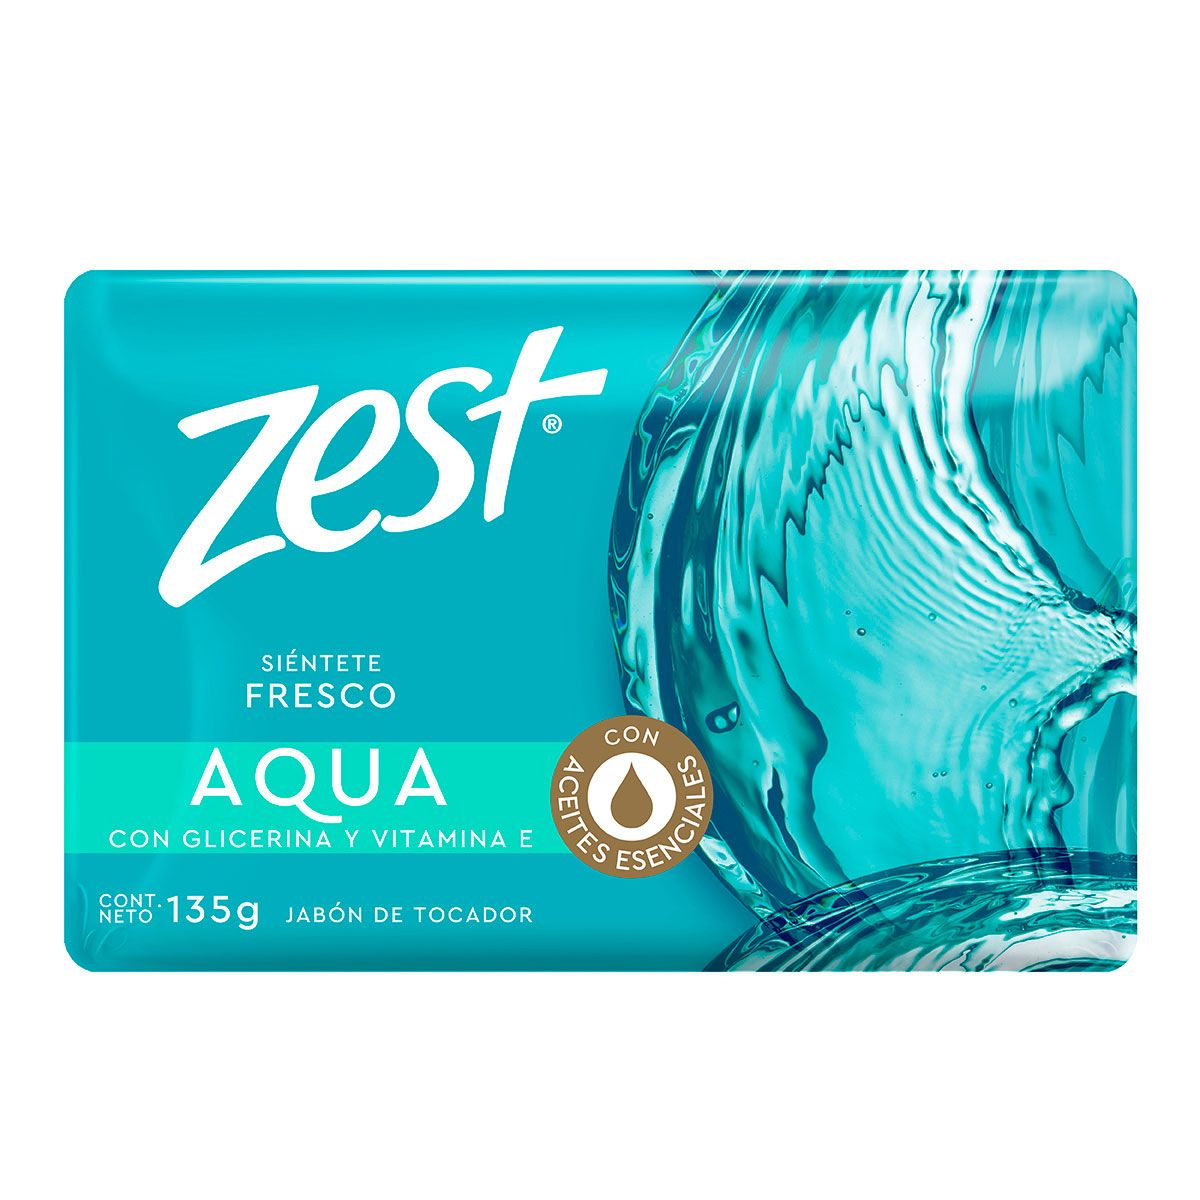 zest®
SIÉNTETE
FRESCO
AQUA
CON GLICERINA Y VITAMINA E
CON
ACEITES ESENCIALES
CONT.
NETO 135g JABÓN DE TOCADOR